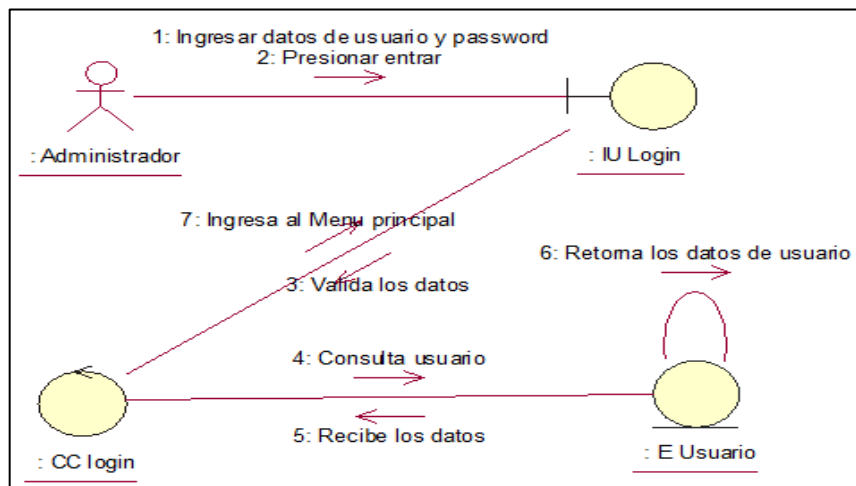 1: Ingresar datos de usuario y password
2: Presionar entrar
: Administrador
: IU Login
7: Ingresa al Menu principal
6: Retorna los datos de usuario
3: Valida los datos
4: Consulta usuario
5: Recibe los datos
: CC login
: E Usuario